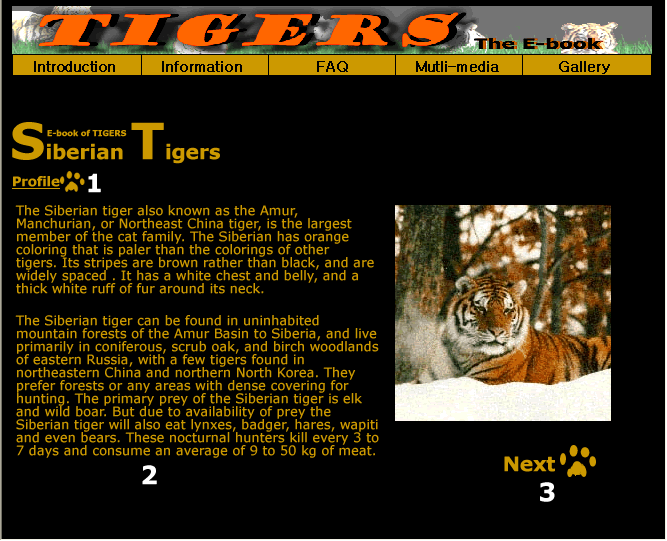 TIGERS
The E-book
Introduction Information FAQ Mutli-media Gallery
E-book of TIGERS
Siberian Tigers
Profile 1
The Siberian tiger also known as the Amur,
Manchurian, or Northeast China tiger, is the largest
member of the cat family. The Siberian has orange
coloring that is paler than the colorings of other
tigers. Its stripes are brown rather than black, and are
widely spaced . It has a white chest and belly, and a
thick white ruff of fur around its neck.
The Siberian tiger can be found in uninhabited
mountain forests of the Amur Basin to Siberia, and live
primarily in coniferous, scrub oak, and birch woodlands
of eastern Russia, with a few tigers found in
northeastern China and northern North Korea. They
prefer forests or any areas with dense covering for
hunting. The primary prey of the Siberian tiger is elk
and wild boar. But due to availability of prey the
Siberian tiger will also eat lynxes, badger, hares, wapiti
and even bears. These nocturnal hunters kill every 3 to
7 days and consume an average of 9 to 50 kg of meat.
2
Next
3